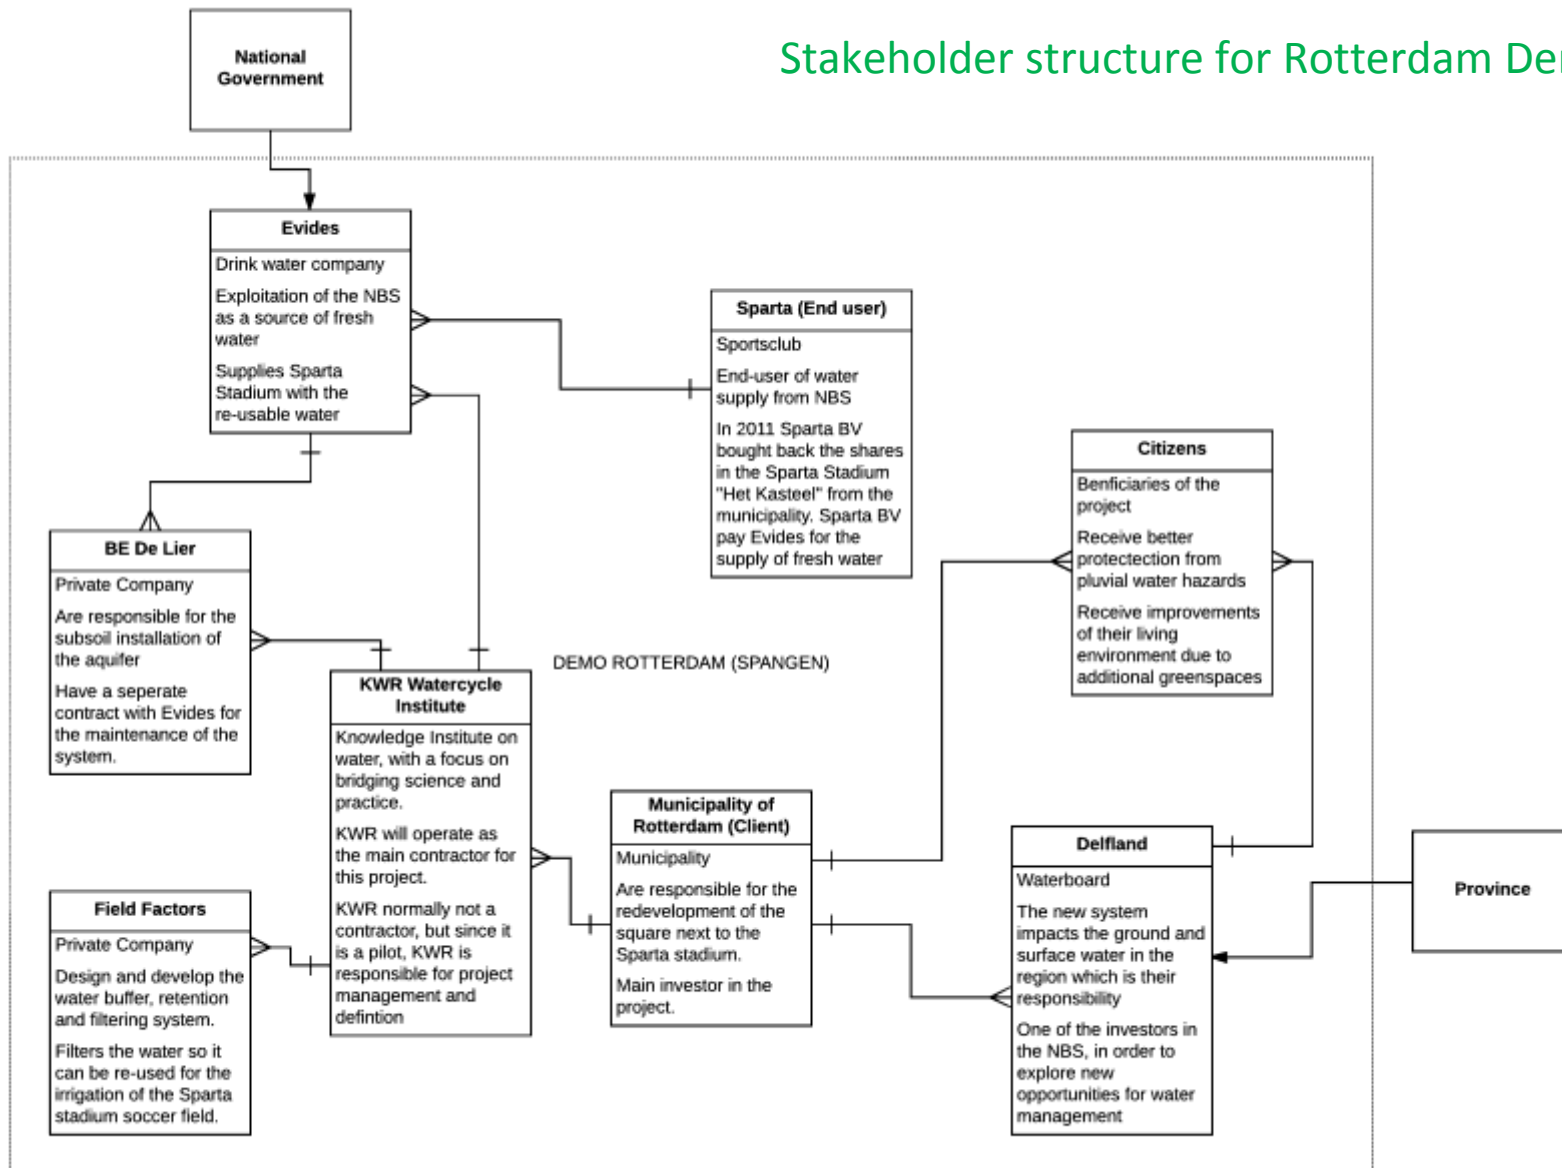 Stakeholder structure for Rotterdam De
National
Government
Evides
Drink water company
Exploitation of the NBS
as a source of fresh
water
Supplies Sparta
Stadium with the
re-usable water
Sparta (End user)
Sportsclub
End-user of water
supply from NBS
In 2011 Sparta BV
bought back the shares
in the Sparta Stadium
"Het Kasteel" from the
municipality. Sparta BV
pay Evides for the
supply of fresh water
Citizens
Benficiaries of the
project
Receive better
protectection from
pluvial water hazards
Receive improvements
of their living
environment due to
additional greenspaces
BE De Lier
Private Company
Are responsible for the
subsoil installation of
the aquifer
Have a seperate
contract with Evides for
the maintenance of the
system.
DEMO ROTTERDAM (SPANGEN)
KWR Watercycle
Institute
Knowledge Institute on
water, with a focus on
bridging science and
practice.
KWR will operate as
the main contractor for
this project.
KWR normally not a
contractor, but since it
is a pilot, KWR is
responsible for project
management and
defintion
Municipality of
Rotterdam (Client)
Municipality
Are responsible for the
redevelopment of the
square next to the
Sparta stadium.
Main investor in the
project.
Delfland
Waterboard
The new system
impacts the ground and
surface water in the
region which is their
responsibility
One of the investors in
the NBS, in order to
explore new
opportunities for water
management
Province
Field Factors
Private Company
Design and develop the
water buffer, retention
and filtering system.
Filters the water so it
can be re-used for the
irrigation of the Sparta
stadium soccer field.